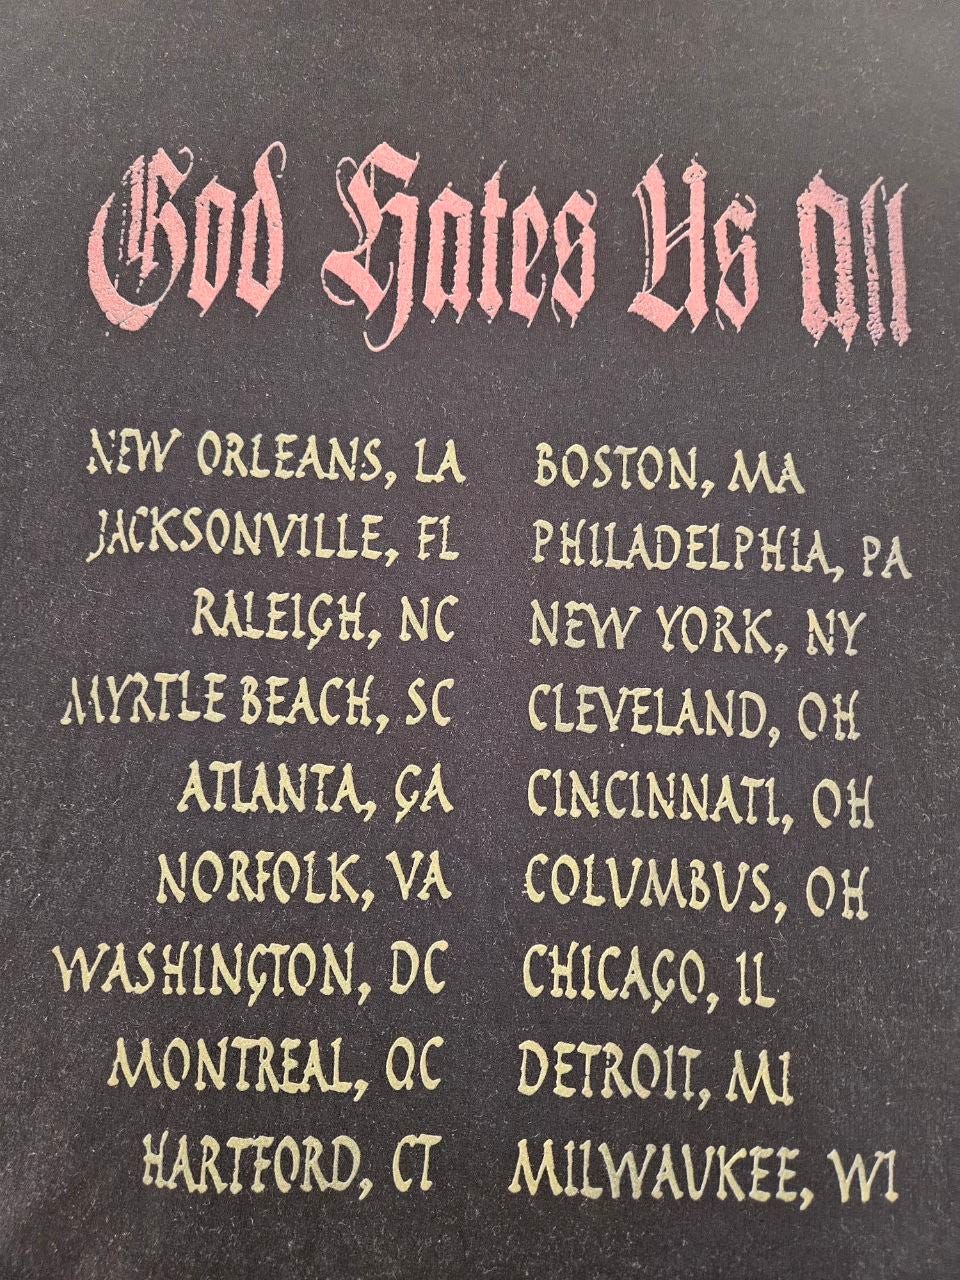 God Hates Us All
NEW ORLEANS, LA
JACKSONVILLE, FL
RALEIGH, NC
MYRTLE BEACH, SC
ATLANTA, GA
NORFOLK, VA
WASHINGTON, DC
MONTREAL, QC
HARTFORD, CT
BOSTON, MA
PHILADELPHIA, PA
NEW YORK, NY
CLEVELAND, OH
CINCINNATI, OH
COLUMBUS, OH
CHICAGO, IL
DETROIT, MI
MILWAUKEE, WI